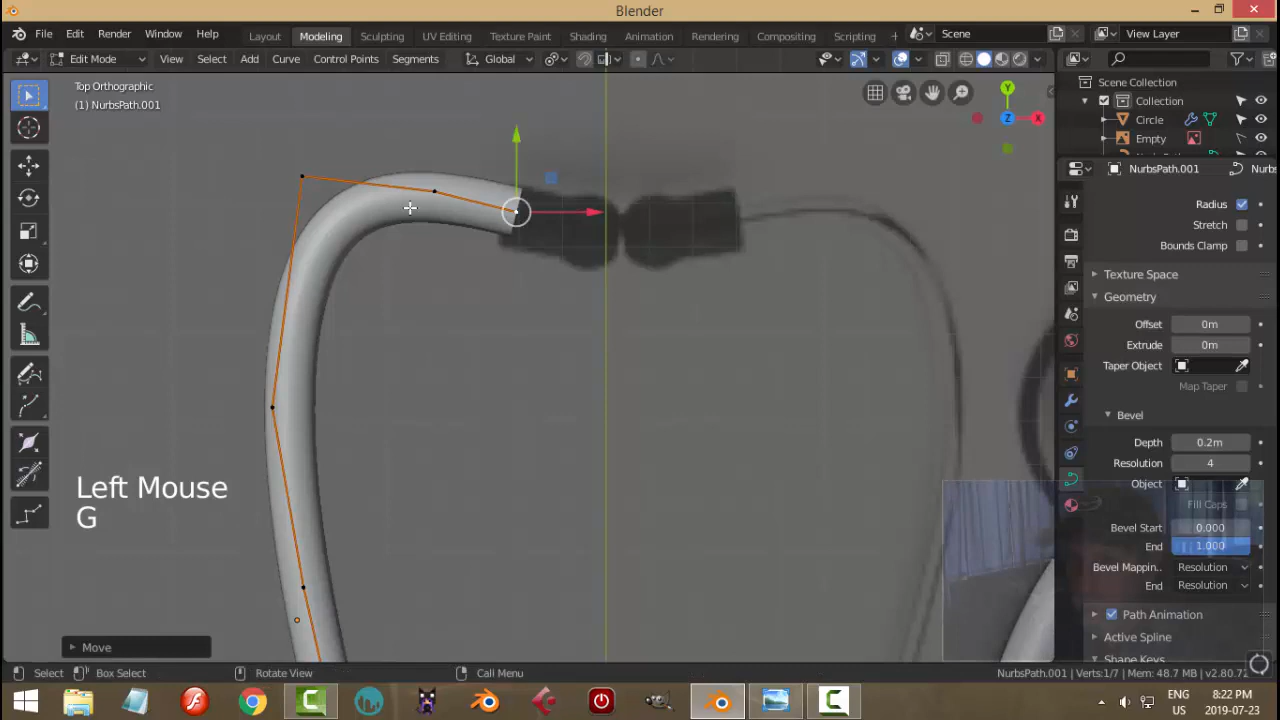 Blender
File Edit Render Window Help Layout Modeling Sculpting UV Editing Texture Paint Shading Animation Rendering Compositing Scripting + Scene View Layer
Edit Mode View Select Add Curve Control Points Segments Global
Top Orthographic
(1) NurbsPath.001
Y
Z X
Scene Collection
Collection
Circle
Empty
NurbsPath.001
Radius
Stretch
Bounds Clamp
Texture Space
Geometry
Offset 0m
Extrude 0m
Taper Object
Map Taper
Bevel
Depth 0.2m
Resolution 4
Object
Fill Caps
Bevel Start 0.000
End 1.000
Bevel Mappin.. Resolution
End Resolution
Path Animation
Active Spline
Shape Keys
Left Mouse
G
Move
Select Box Select Rotate View Call Menu NurbsPath.001 | Verts:1/7 | Mem: 48.7 MB | v2.80.72
ENG
US
8:22 PM
2019-07-23